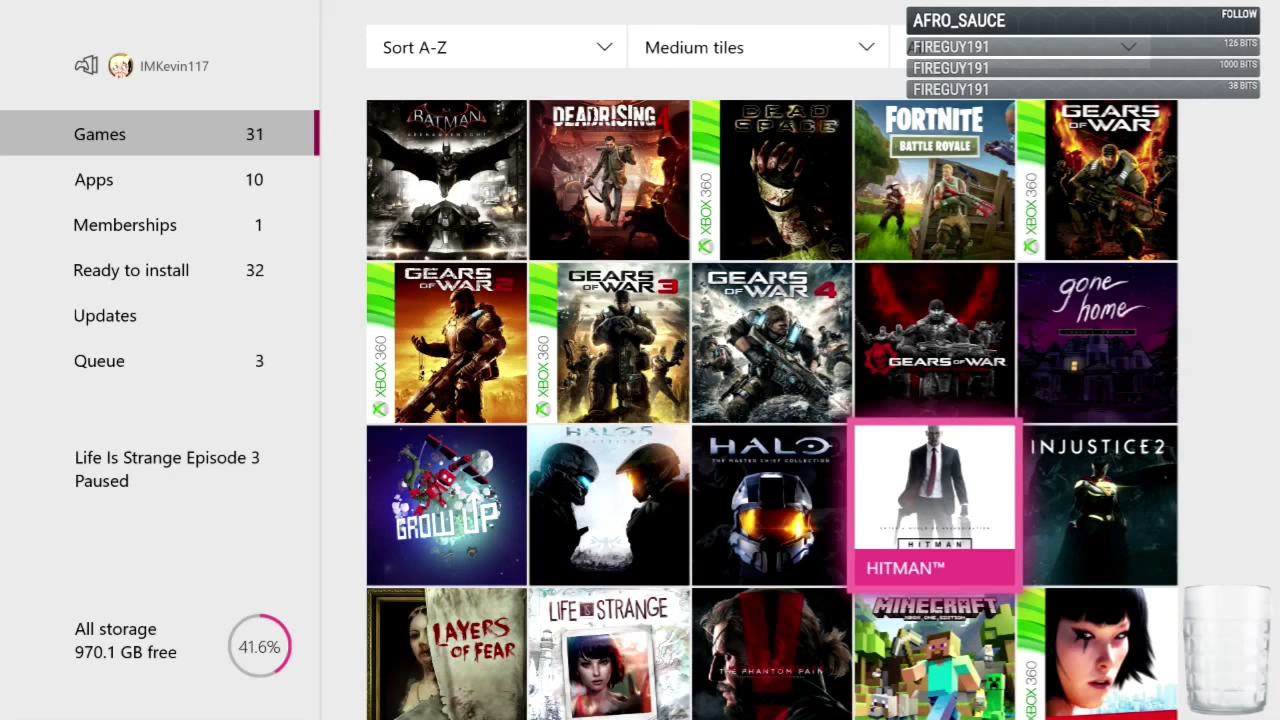 IMKevin117
Games 31
Apps 10
Memberships 1
Ready to install 32
Updates
Queue 3
Life Is Strange Episode 3
Paused
All storage
970.1 GB free
41.6%
Sort A-Z
Medium tiles
AFRO_SAUCE FOLLOW
FIREGUY191 126 BITS
FIREGUY191 1000 BITS
FIREGUY191 38 BITS
BATMAN
DEADRISING 4
DEAD SPACE
XBOX 360
FORTNITE
BATTLE ROYALE
GEARS OF WAR
XBOX 360
GEARS OF WAR 2
XBOX 360
GEARS OF WAR 3
XBOX 360
GEARS OF WAR 4
GEARS OF WAR
gone home
GROW UP
HALO 5
HALO
THE MASTER CHIEF COLLECTION
HITMAN
HITMAN™
INJUSTICE 2
LAYERS OF FEAR
LIFE IS STRANGE
THE PHANTOM PAIN
MINECRAFT
XBOX ONE EDITION
XBOX 360